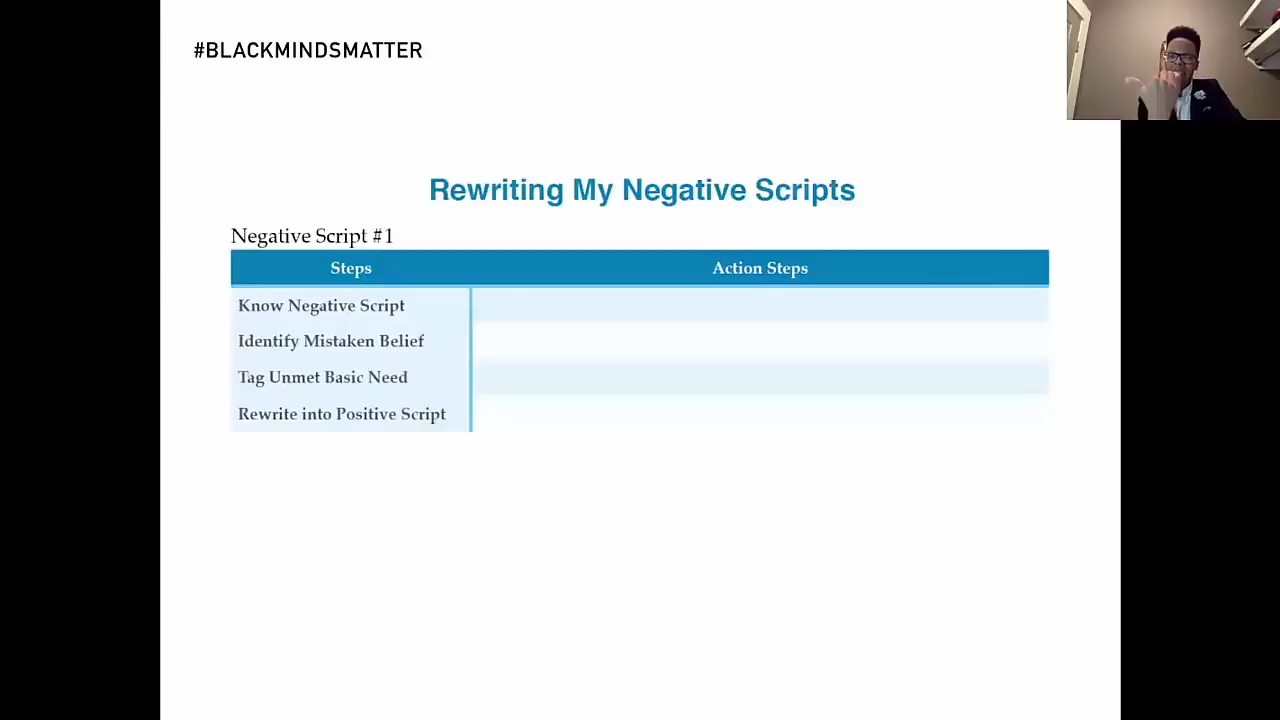 #BLACKMINDSMATTER
Rewriting My Negative Scripts
Negative Script #1
Steps Action Steps
Know Negative Script
Identify Mistaken Belief
Tag Unmet Basic Need
Rewrite into Positive Script